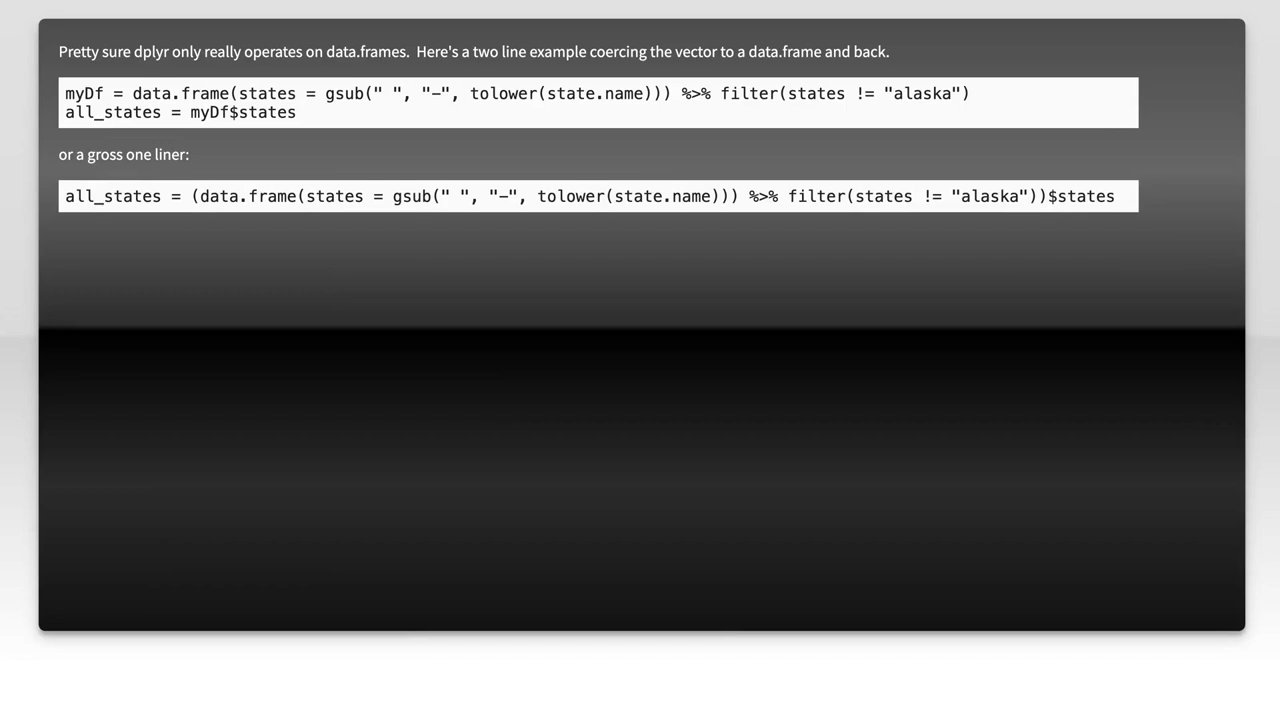 Pretty sure dplyr only really operates on data.frames.  Here's a two line example coercing the vector to a data.frame and back.
myDf = data.frame(states = gsub(" ", "-", tolower(state.name))) %>% filter(states != "alaska")
all_states = myDf$states
or a gross one liner:
all_states = (data.frame(states = gsub(" ", "-", tolower(state.name))) %>% filter(states != "alaska"))$states